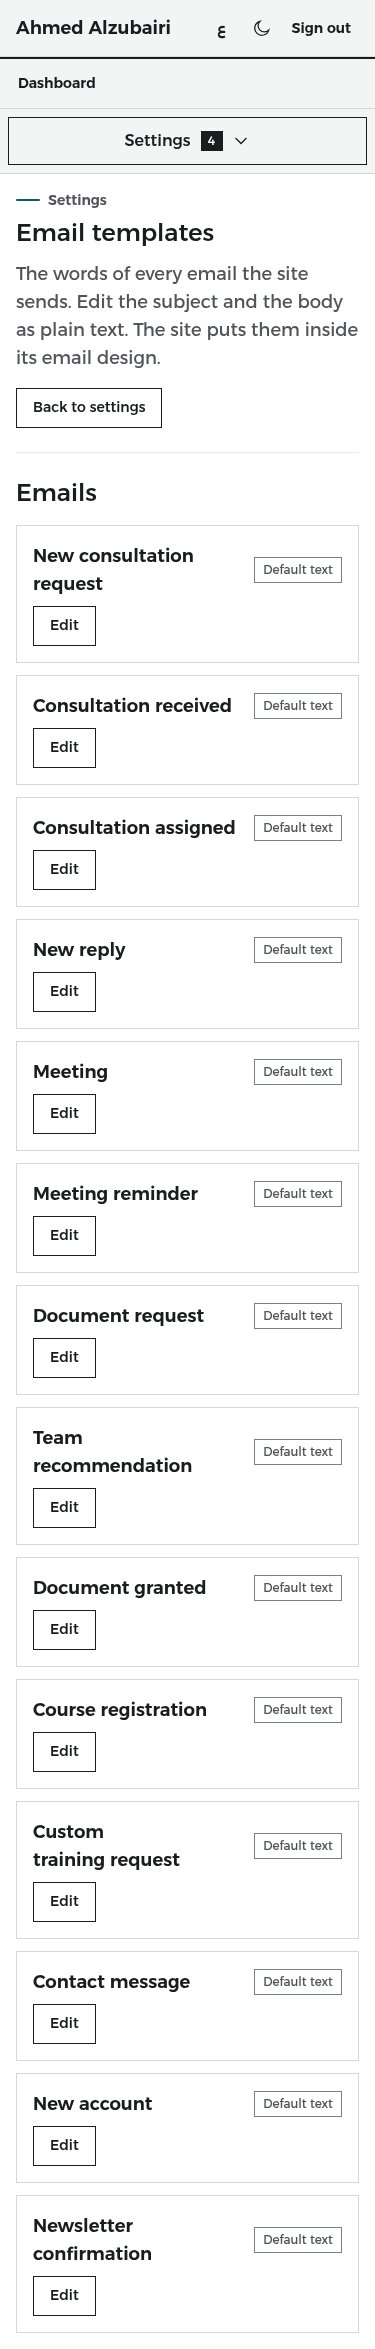 Ahmed Alzubairi
ع
Sign out
Dashboard
Settings 4
Settings
Email templates
The words of every email the site
sends. Edit the subject and the body
as plain text. The site puts them inside
its email design.
Back to settings
Emails
New consultation
request
Default text
Edit
Consultation received
Default text
Edit
Consultation assigned
Default text
Edit
New reply
Default text
Edit
Meeting
Default text
Edit
Meeting reminder
Default text
Edit
Document request
Default text
Edit
Team
recommendation
Default text
Edit
Document granted
Default text
Edit
Course registration
Default text
Edit
Custom
training request
Default text
Edit
Contact message
Default text
Edit
New account
Default text
Edit
Newsletter
confirmation
Default text
Edit